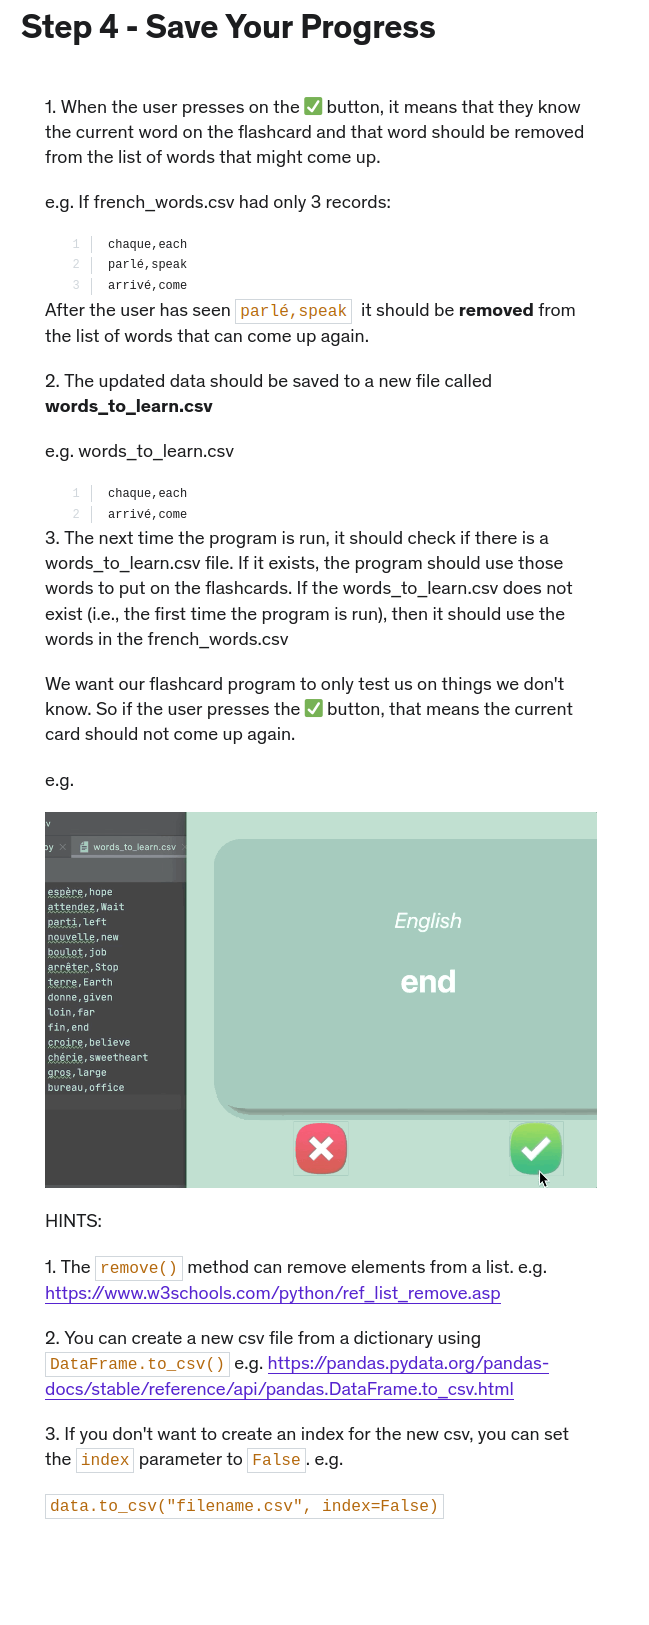 Step 4 - Save Your Progress
1. When the user presses on the ✅ button, it means that they know
the current word on the flashcard and that word should be removed
from the list of words that might come up.
e.g. If french_words.csv had only 3 records:
1 chaque,each
2 parlé,speak
3 arrivé,come
After the user has seen parlé,speak it should be removed from
the list of words that can come up again.
2. The updated data should be saved to a new file called
words_to_learn.csv
e.g. words_to_learn.csv
1 chaque,each
2 arrivé,come
3. The next time the program is run, it should check if there is a
words_to_learn.csv file. If it exists, the program should use those
words to put on the flashcards. If the words_to_learn.csv does not
exist (i.e., the first time the program is run), then it should use the
words in the french_words.csv
We want our flashcard program to only test us on things we don't
know. So if the user presses the ✅ button, that means the current
card should not come up again.
e.g.
v
py words_to_learn.csv
espère,hope
attendez,Wait
parti,left
nouvelle,new
boulot,job
arrêter,Stop
terre,Earth
donne,given
loin,far
fin,end
croire,believe
chérie,sweetheart
gros,large
bureau,office
English
end
HINTS:
1. The remove() method can remove elements from a list. e.g.
https://www.w3schools.com/python/ref_list_remove.asp
2. You can create a new csv file from a dictionary using
DataFrame.to_csv() e.g. https://pandas.pydata.org/pandas-
docs/stable/reference/api/pandas.DataFrame.to_csv.html
3. If you don't want to create an index for the new csv, you can set
the index parameter to False. e.g.
data.to_csv("filename.csv", index=False)